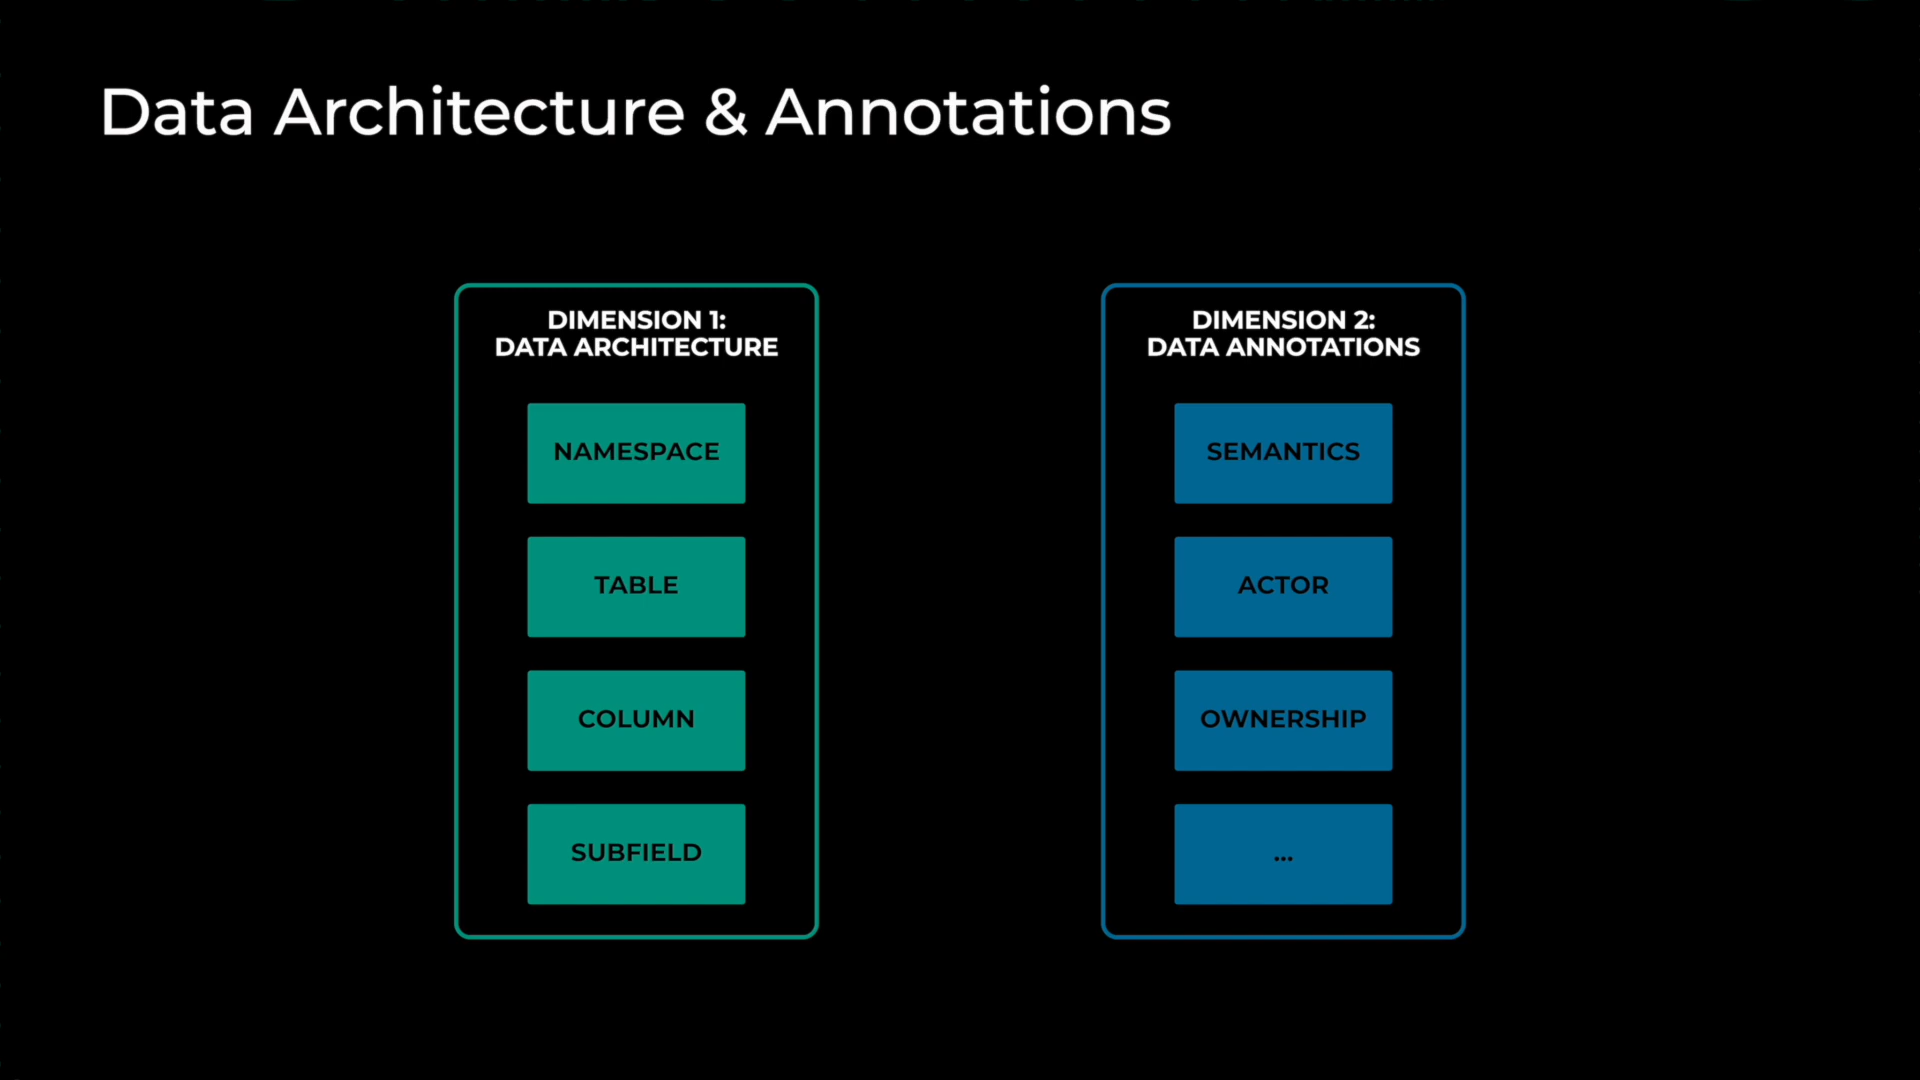 Data Architecture & Annotations
DIMENSION 1:
DATA ARCHITECTURE
NAMESPACE
TABLE
COLUMN
SUBFIELD
DIMENSION 2:
DATA ANNOTATIONS
SEMANTICS
ACTOR
OWNERSHIP
...